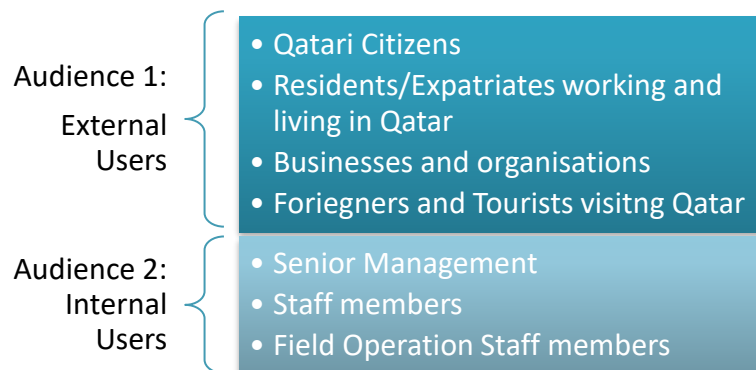 Audience 1:
External
Users
• Qatari Citizens
• Residents/Expatriates working and
living in Qatar
• Businesses and organisations
• Foriegners and Tourists visitng Qatar
Audience 2:
Internal
Users
• Senior Management
• Staff members
• Field Operation Staff members